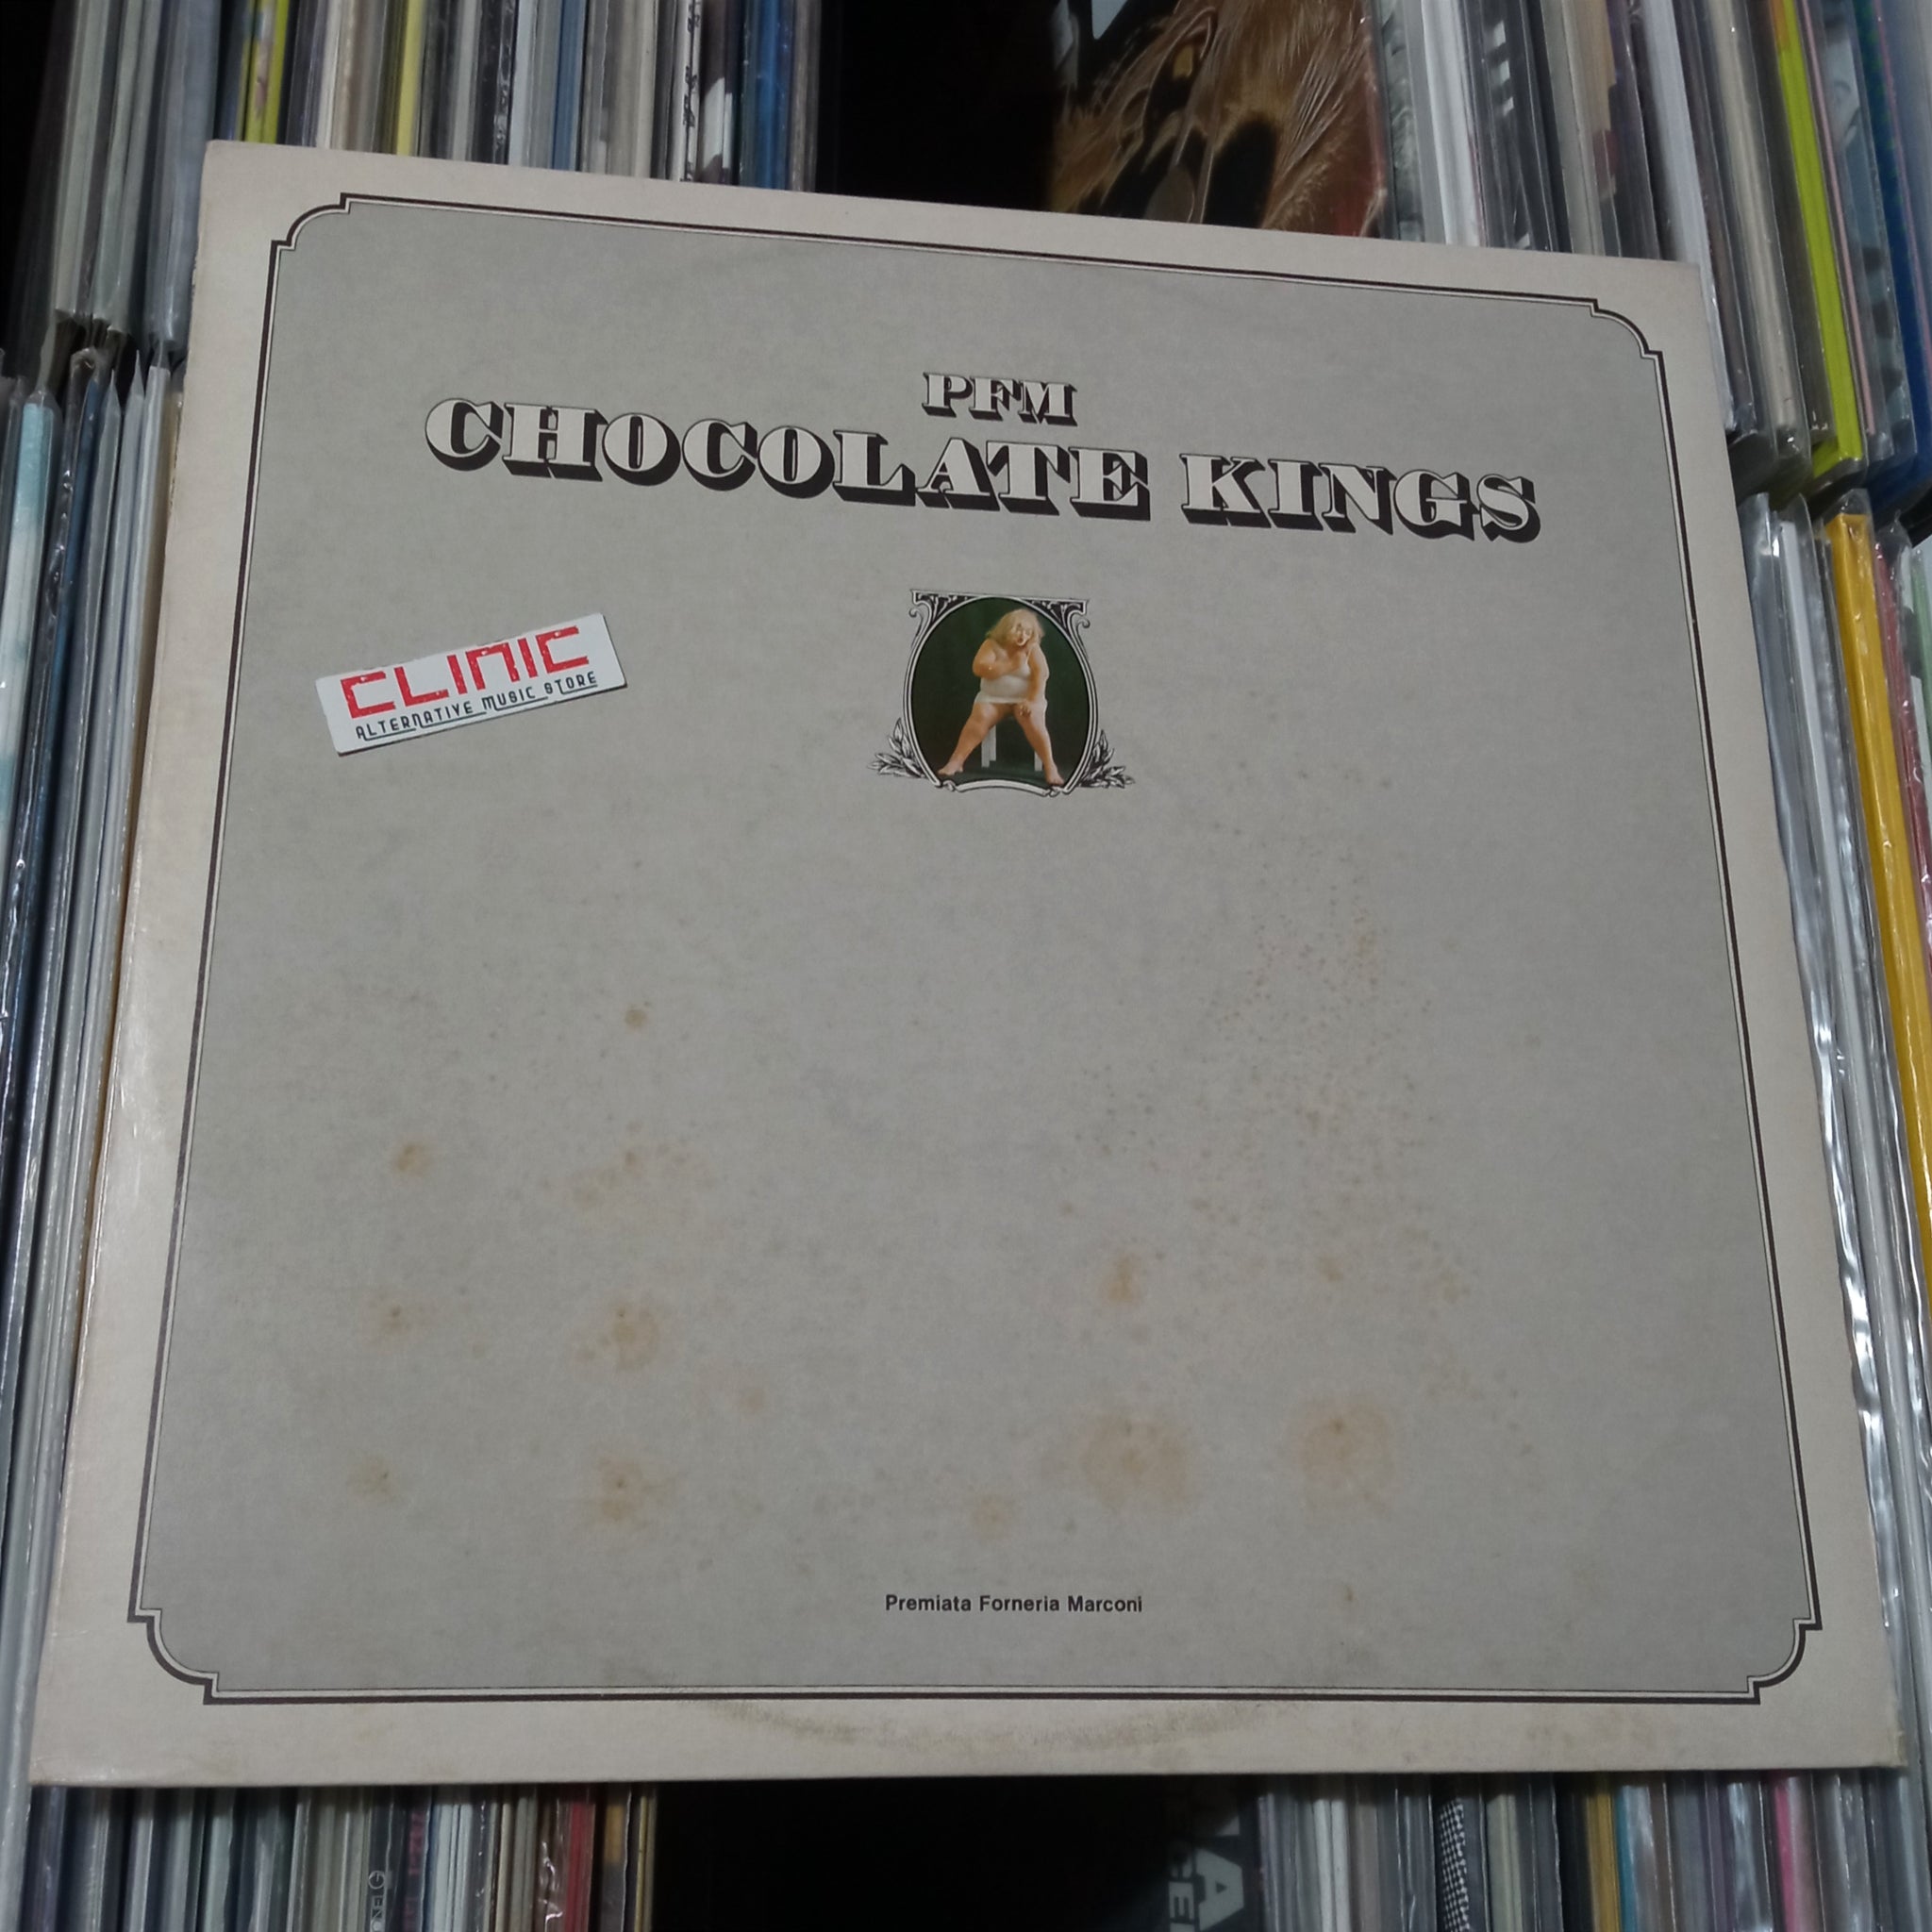 PFM
CHOCOLATE KINGS
CLINIC
ALTERNATIVE MUSIC STORE
Premiata Forneria Marconi